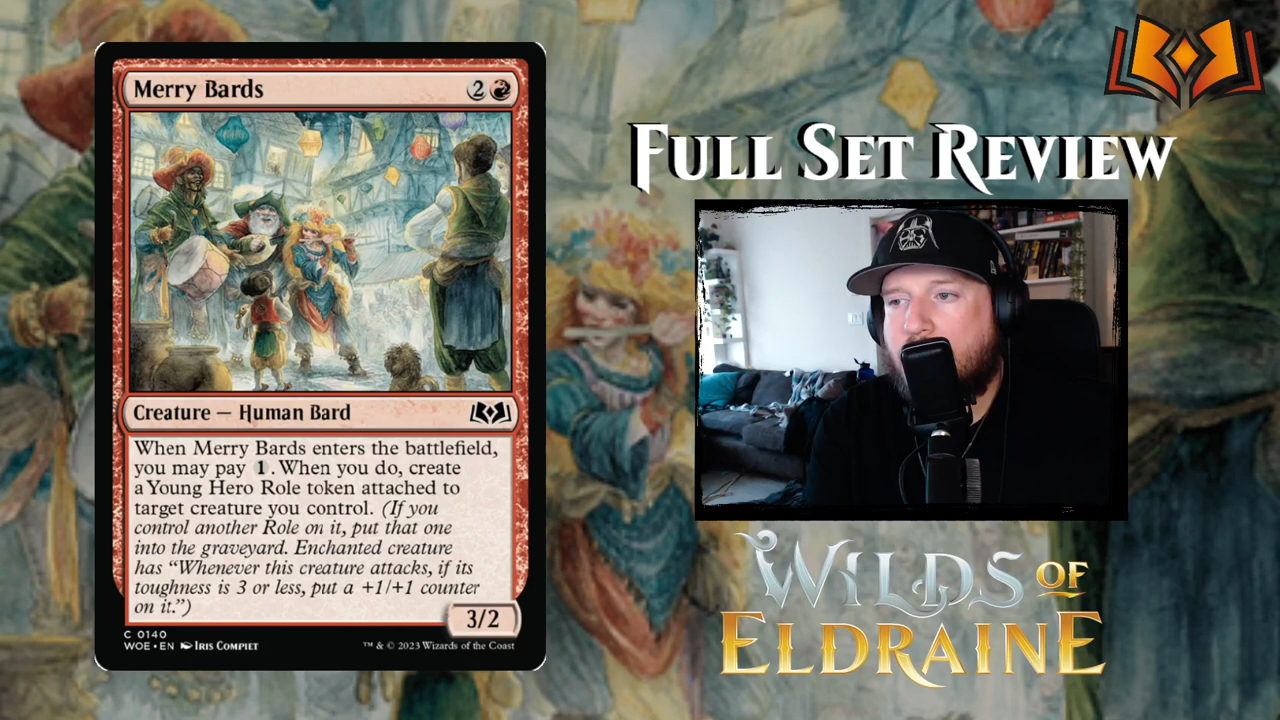 Merry Bards 2
Creature — Human Bard
When Merry Bards enters the battlefield,
you may pay 1. When you do, create
a Young Hero Role token attached to
target creature you control. (If you
control another Role on it, put that one
into the graveyard. Enchanted creature
has “Whenever this creature attacks, if its
toughness is 3 or less, put a +1/+1 counter
on it.”)
3/2
C 0140
WOE • EN IRIS COMPIET
™ & © 2023 Wizards of the Coast
FULL SET REVIEW
WILDS OF
ELDRAINE